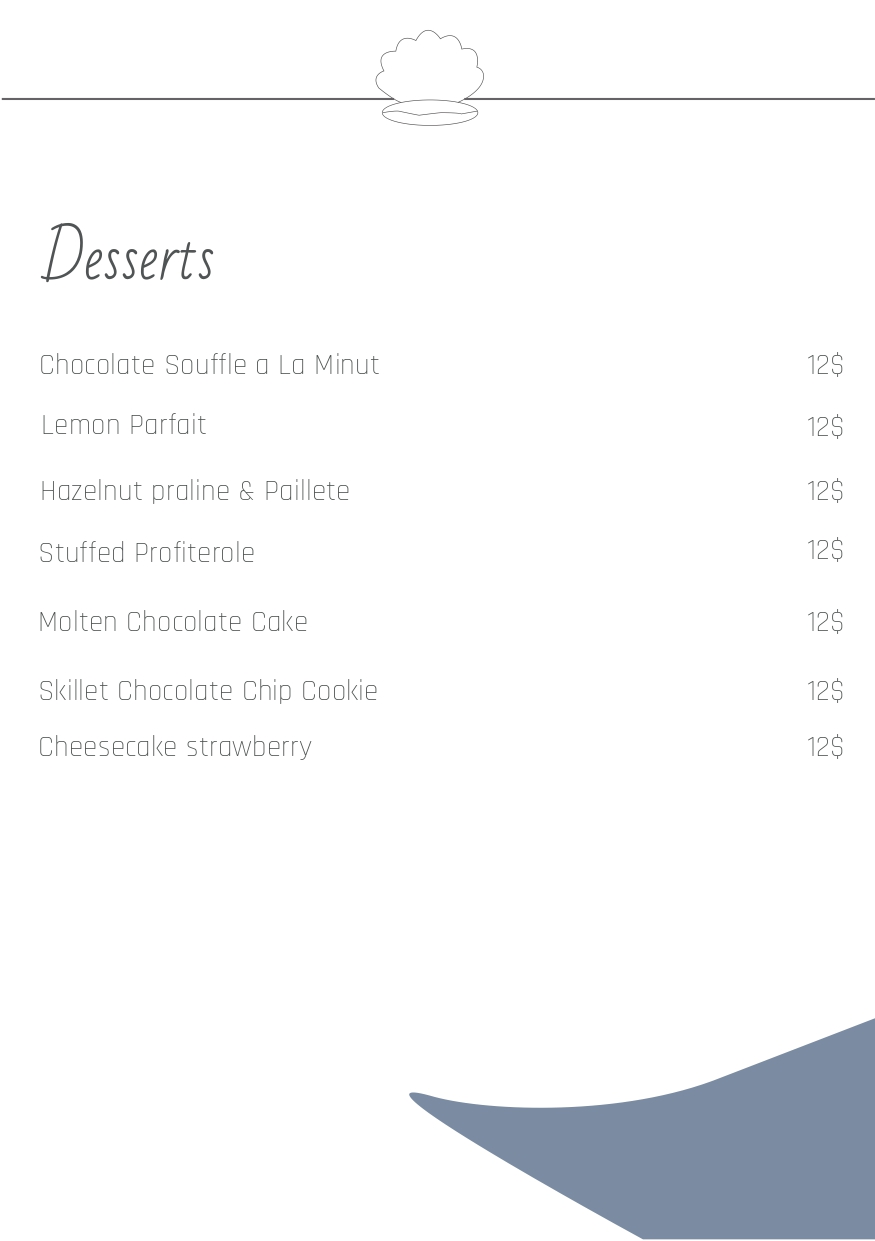 Desserts
Chocolate Souffle a La Minut 12$
Lemon Parfait 12$
Hazelnut praline & Paillete 12$
Stuffed Profiterole 12$
Molten Chocolate Cake 12$
Skillet Chocolate Chip Cookie 12$
Cheesecake strawberry 12$